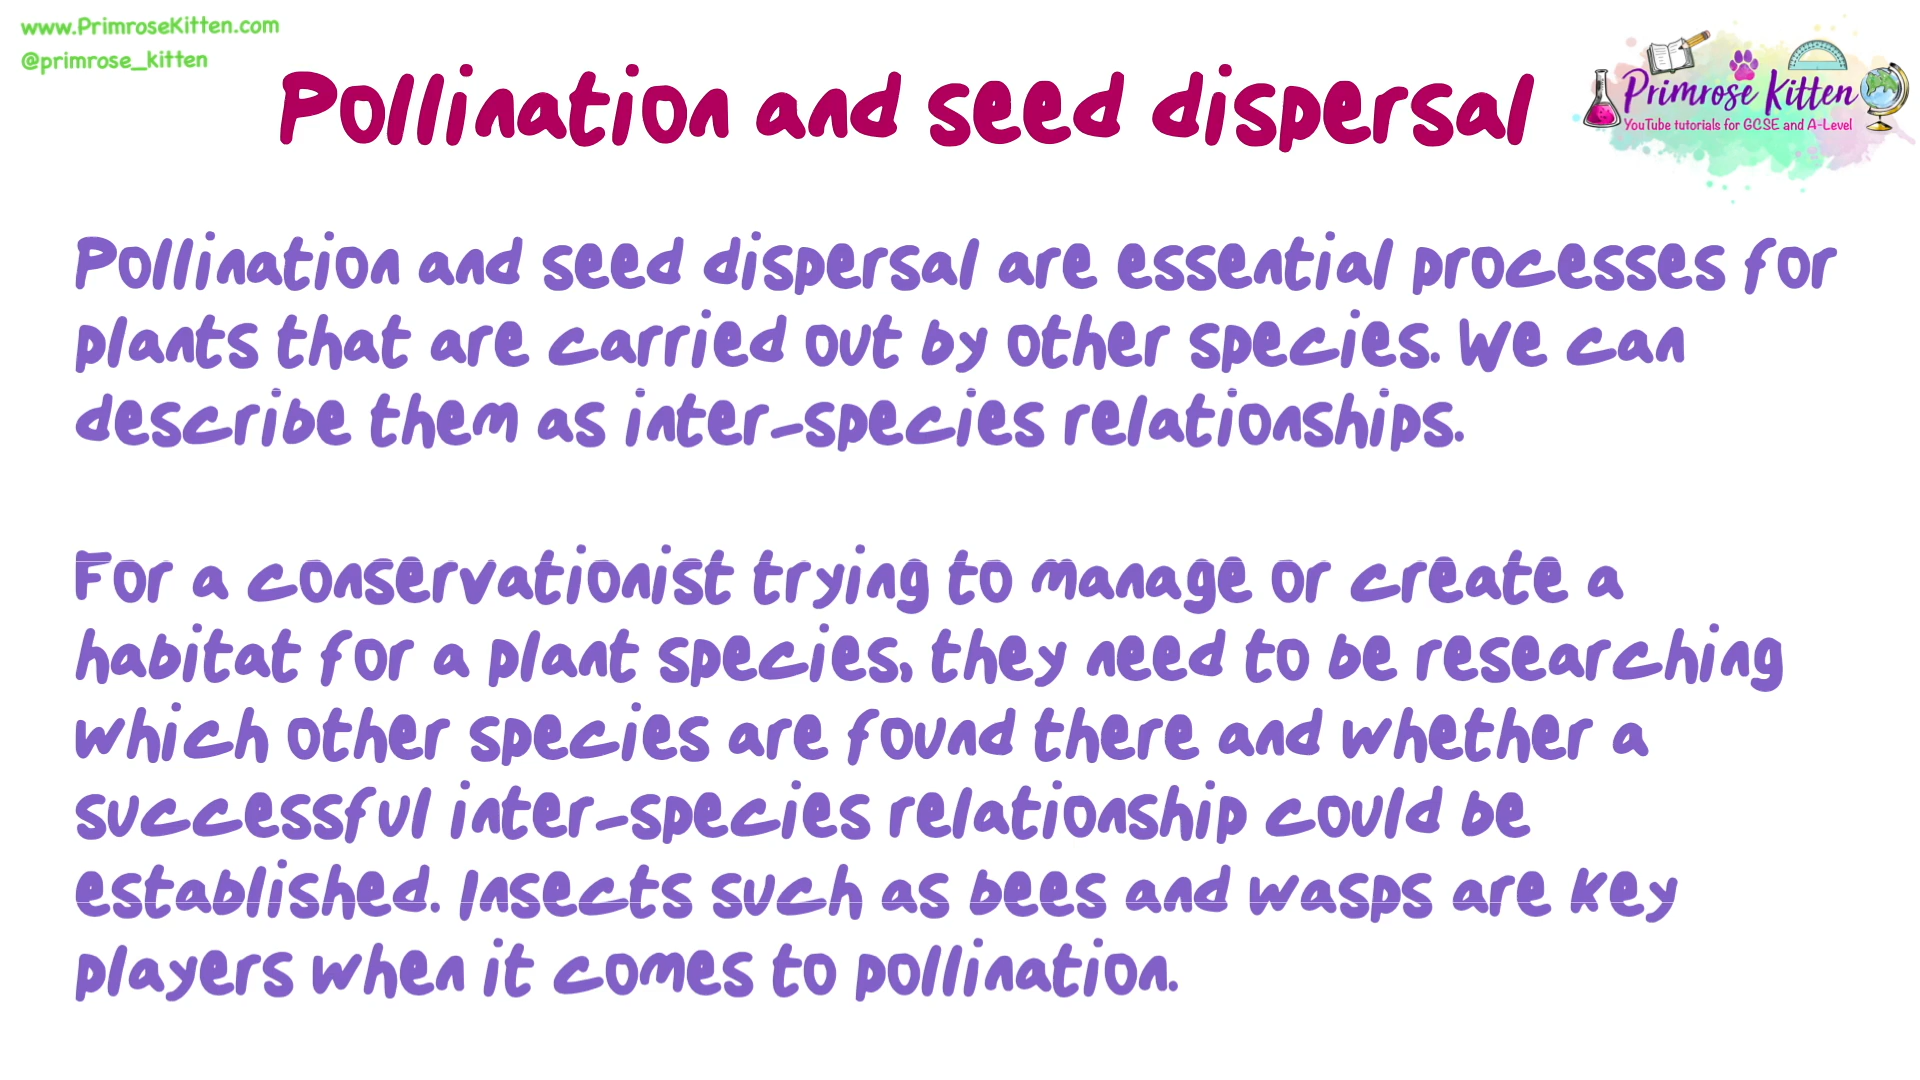 www.PrimroseKitten.com
@primrose_kitten
Pollination and seed dispersal
Primrose Kitten
YouTube tutorials for GCSE and A-Level
Pollination and seed dispersal are essential processes for
plants that are carried out by other species. We can
describe them as inter-species relationships.
For a conservationist trying to manage or create a
habitat for a plant species, they need to be researching
which other species are found there and whether a
successful inter-species relationship could be
established. Insects such as bees and wasps are key
players when it comes to pollination.